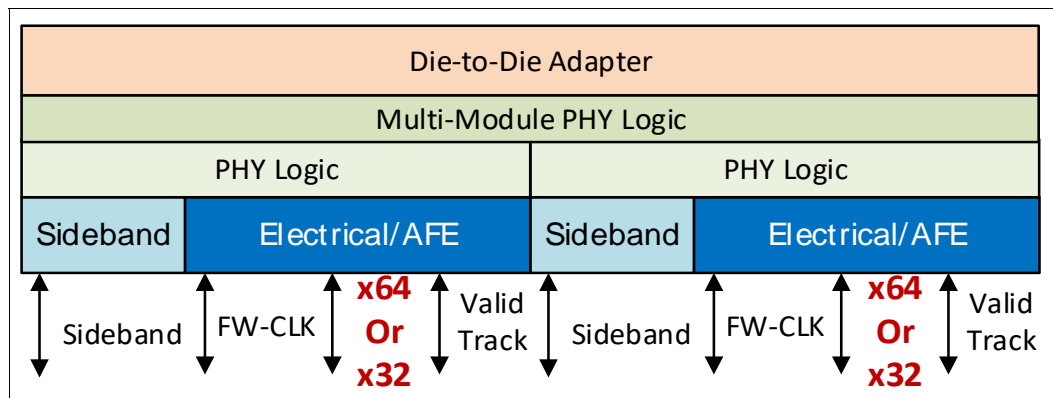 Die-to-Die Adapter
Multi-Module PHY Logic
PHY Logic
PHY Logic
Sideband
Electrical/AFE
Sideband
Electrical/AFE
Sideband
FW-CLK
x64
Or
x32
Valid
Track
Sideband
FW-CLK
x64
Or
x32
Valid
Track